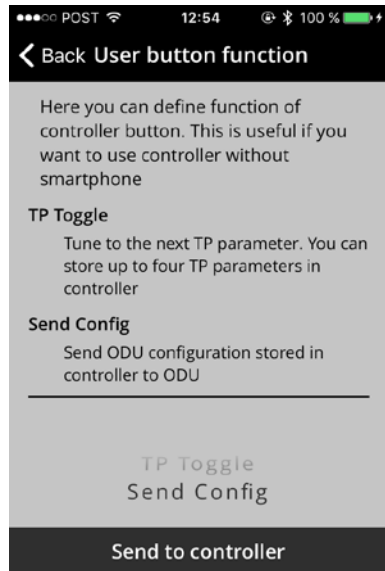 POST 12:54 100 %
Back User button function
Here you can define function of
controller button. This is useful if you
want to use controller without
smartphone
TP Toggle
Tune to the next TP parameter. You can
store up to four TP parameters in
controller
Send Config
Send ODU configuration stored in
controller to ODU
TP Toggle
Send Config
Send to controller